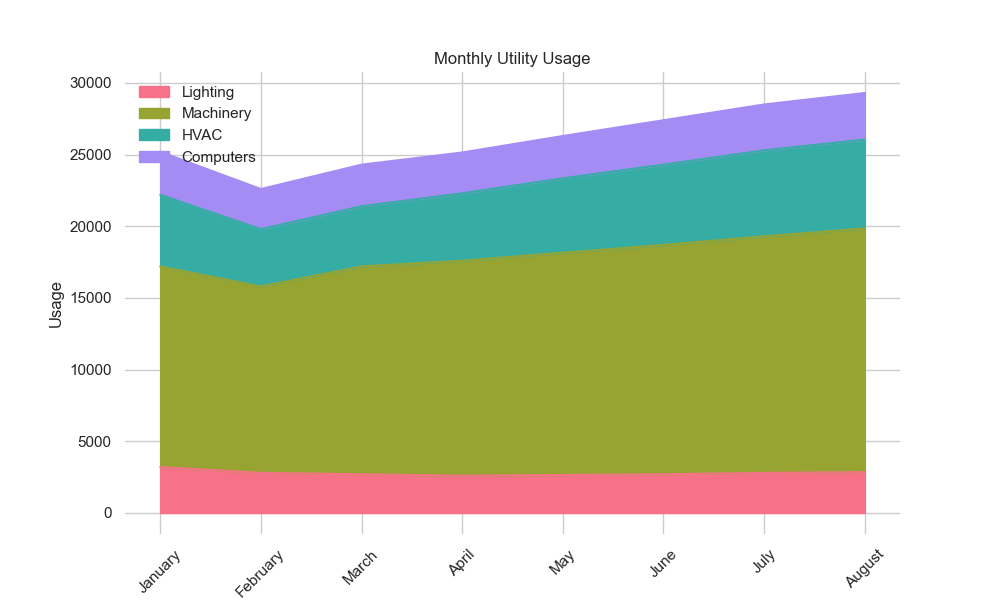 Monthly Utility Usage
30000
25000
20000
15000
10000
5000
0
Usage
Lighting
Machinery
HVAC
Computers
January
February
March
April
May
June
July
August